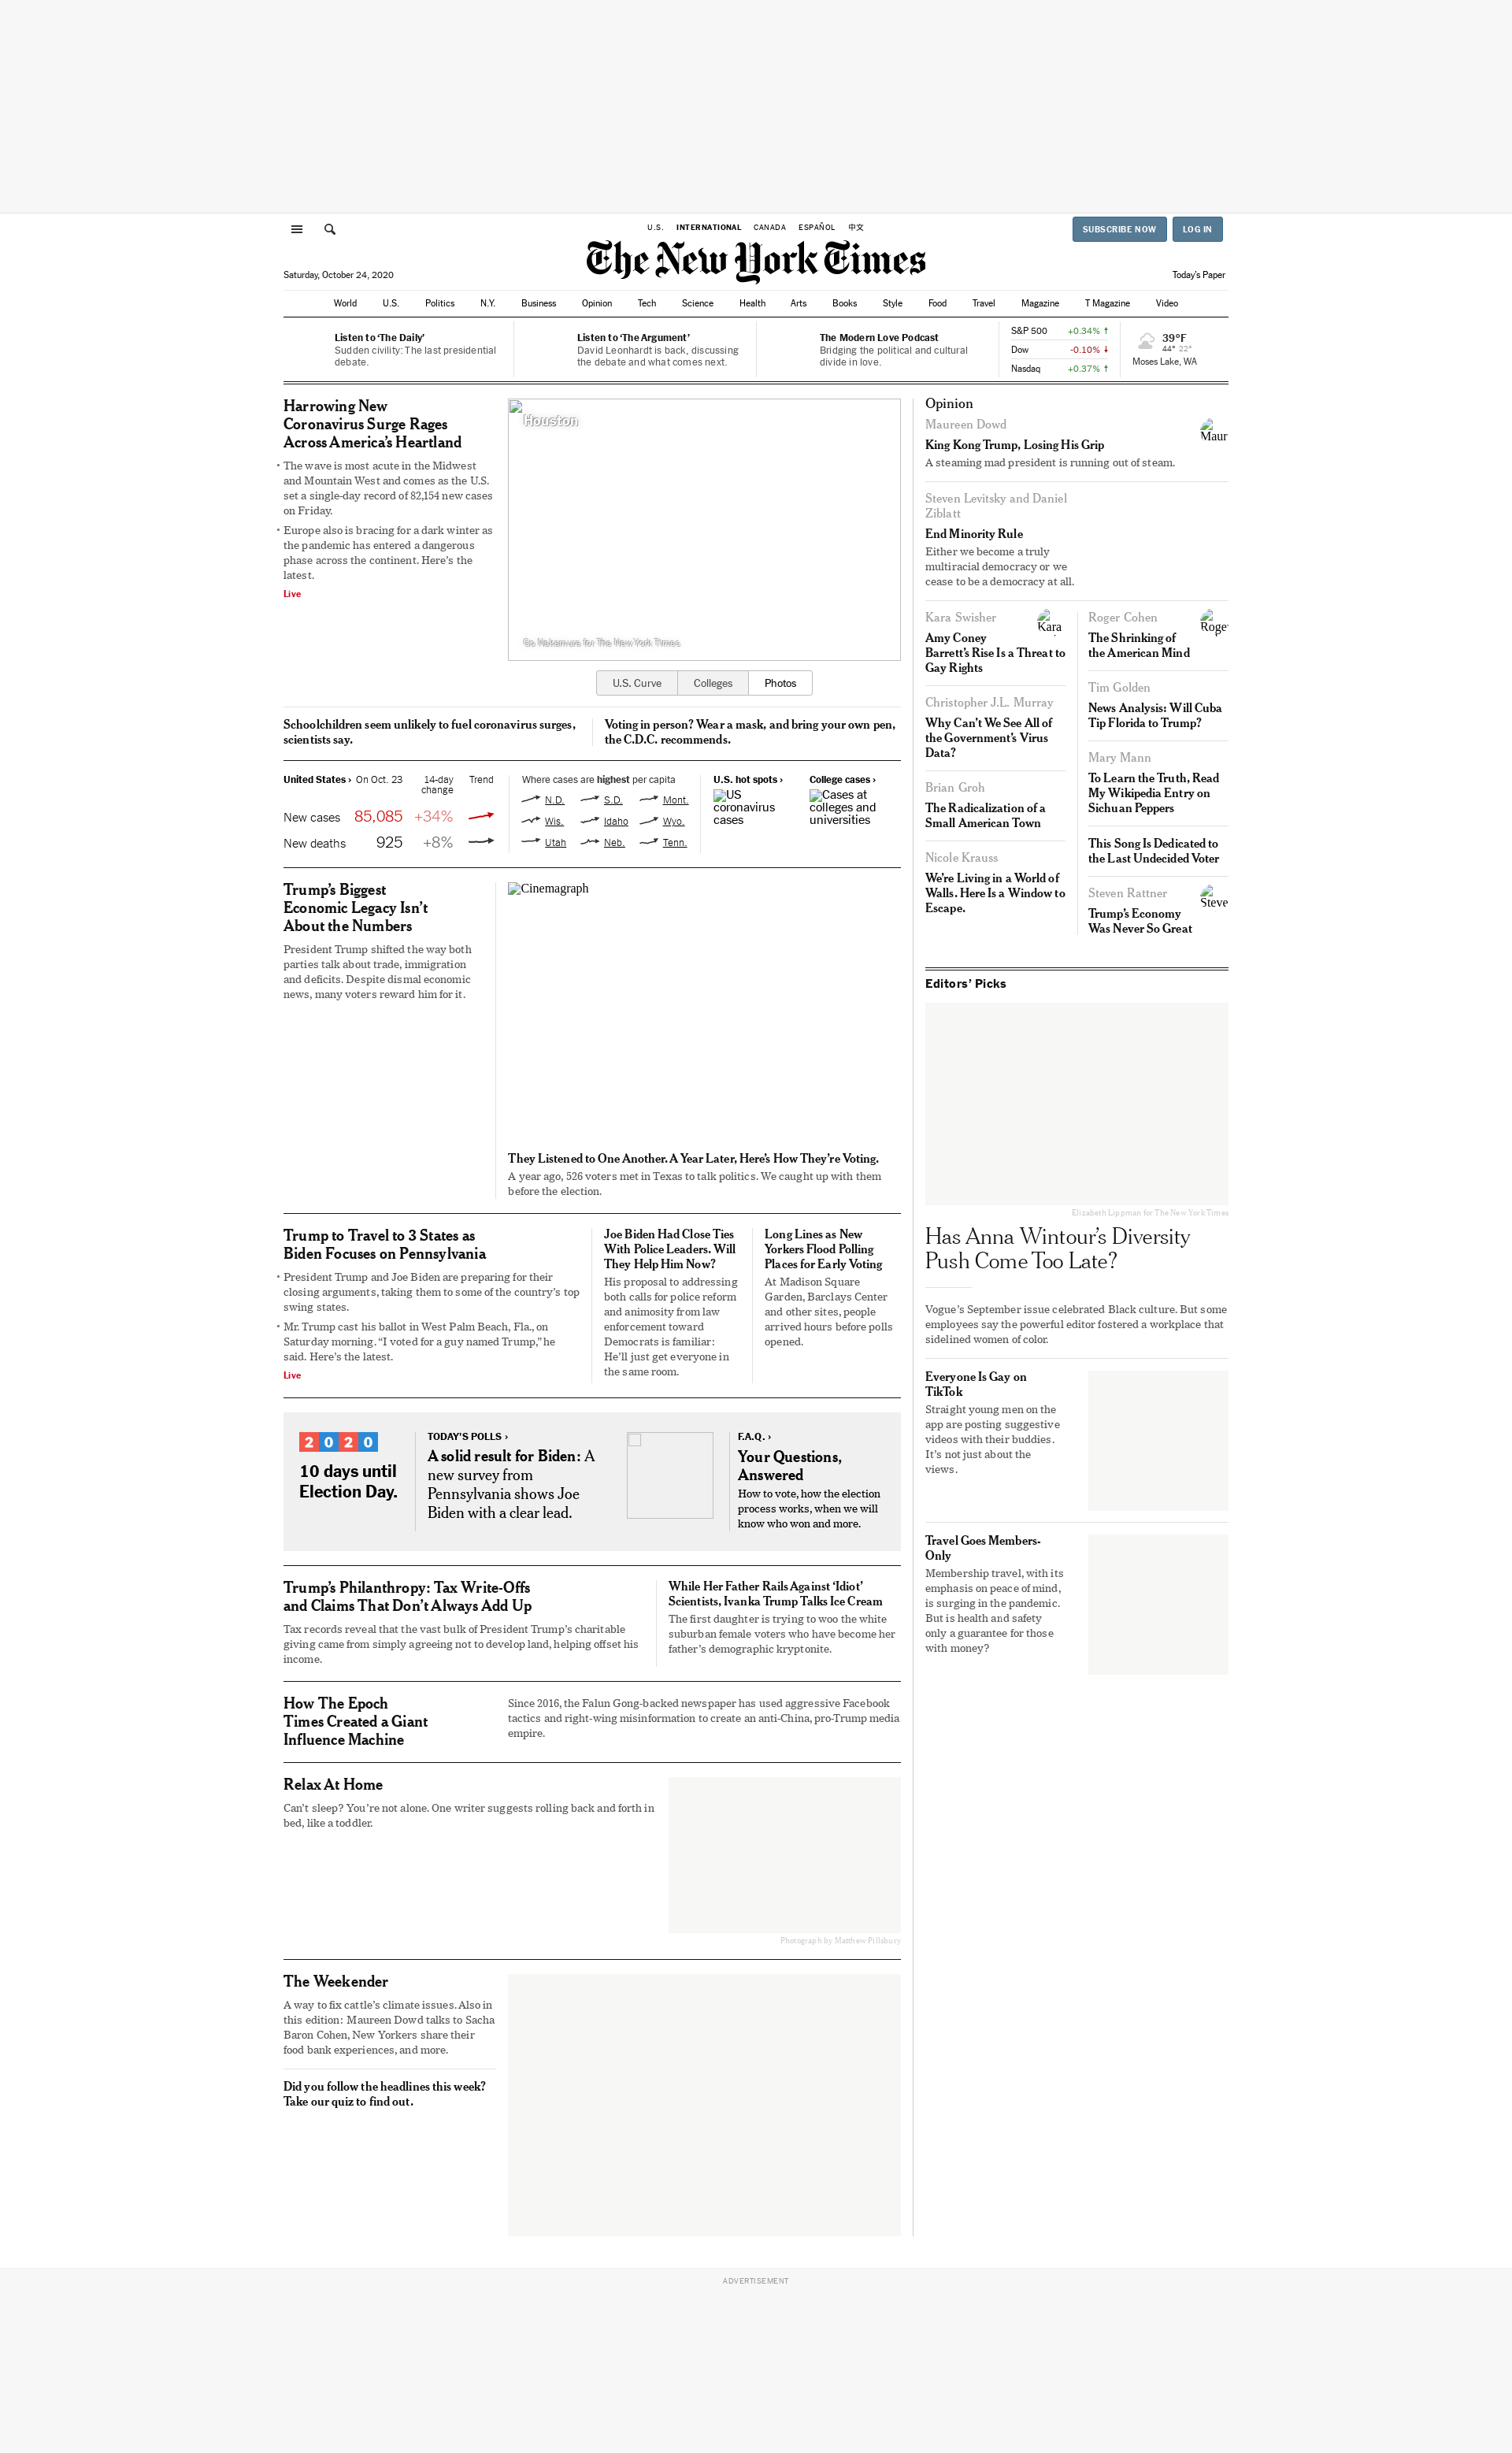 U.S. INTERNATIONAL CANADA ESPAÑOL 中文
SUBSCRIBE NOW LOG IN
The New York Times
Saturday, October 24, 2020
Today's Paper
World U.S. Politics N.Y. Business Opinion Tech Science Health Arts Books Style Food Travel Magazine T Magazine Video
Listen to ‘The Daily’
Sudden civility: The last presidential
debate.
Listen to ‘The Argument’
David Leonhardt is back, discussing
the debate and what comes next.
The Modern Love Podcast
Bridging the political and cultural
divide in love.
S&P 500 +0.34% ↑
Dow -0.10% ↓
Nasdaq +0.37% ↑
39°F
44° 22°
Moses Lake, WA
Harrowing New
Coronavirus Surge Rages
Across America’s Heartland
• The wave is most acute in the Midwest
and Mountain West and comes as the U.S.
set a single-day record of 82,154 new cases
on Friday.
• Europe also is bracing for a dark winter as
the pandemic has entered a dangerous
phase across the continent. Here’s the
latest.
Live
Houston
Go Nakamura for The New York Times
U.S. Curve Colleges Photos
Schoolchildren seem unlikely to fuel coronavirus surges,
scientists say.
Voting in person? Wear a mask, and bring your own pen,
the C.D.C. recommends.
United States › On Oct. 23 14-day
change Trend
New cases 85,085 +34%
New deaths 925 +8%
Where cases are highest per capita
N.D. S.D. Mont.
Wis. Idaho Wyo.
Utah Neb. Tenn.
U.S. hot spots ›
US
coronavirus
cases
College cases ›
Cases at
colleges and
universities
Trump’s Biggest
Economic Legacy Isn’t
About the Numbers
President Trump shifted the way both
parties talk about trade, immigration
and deficits. Despite dismal economic
news, many voters reward him for it.
Cinemagraph
They Listened to One Another. A Year Later, Here’s How They’re Voting.
A year ago, 526 voters met in Texas to talk politics. We caught up with them
before the election.
Trump to Travel to 3 States as
Biden Focuses on Pennsylvania
• President Trump and Joe Biden are preparing for their
closing arguments, taking them to some of the country’s top
swing states.
• Mr. Trump cast his ballot in West Palm Beach, Fla., on
Saturday morning. “I voted for a guy named Trump,” he
said. Here’s the latest.
Live
Joe Biden Had Close Ties
With Police Leaders. Will
They Help Him Now?
His proposal to addressing
both calls for police reform
and animosity from law
enforcement toward
Democrats is familiar:
He’ll just get everyone in
the same room.
Long Lines as New
Yorkers Flood Polling
Places for Early Voting
At Madison Square
Garden, Barclays Center
and other sites, people
arrived hours before polls
opened.
2020
10 days until
Election Day.
TODAY’S POLLS ›
A solid result for Biden: A
new survey from
Pennsylvania shows Joe
Biden with a clear lead.
F.A.Q. ›
Your Questions,
Answered
How to vote, how the election
process works, when we will
know who won and more.
Trump’s Philanthropy: Tax Write-Offs
and Claims That Don’t Always Add Up
Tax records reveal that the vast bulk of President Trump’s charitable
giving came from simply agreeing not to develop land, helping offset his
income.
While Her Father Rails Against ‘Idiot’
Scientists, Ivanka Trump Talks Ice Cream
The first daughter is trying to woo the white
suburban female voters who have become her
father’s demographic kryptonite.
How The Epoch
Times Created a Giant
Influence Machine
Since 2016, the Falun Gong-backed newspaper has used aggressive Facebook
tactics and right-wing misinformation to create an anti-China, pro-Trump media
empire.
Relax At Home
Can’t sleep? You’re not alone. One writer suggests rolling back and forth in
bed, like a toddler.
Photograph by Matthew Pillsbury
The Weekender
A way to fix cattle’s climate issues. Also in
this edition: Maureen Dowd talks to Sacha
Baron Cohen, New Yorkers share their
food bank experiences, and more.
Did you follow the headlines this week?
Take our quiz to find out.
Opinion
Maureen Dowd
King Kong Trump, Losing His Grip
A steaming mad president is running out of steam.
Maur
Steven Levitsky and Daniel
Ziblatt
End Minority Rule
Either we become a truly
multiracial democracy or we
cease to be a democracy at all.
Kara Swisher
Kara
Amy Coney
Barrett’s Rise Is a Threat to
Gay Rights
Christopher J.L. Murray
Why Can’t We See All of
the Government’s Virus
Data?
Brian Groh
The Radicalization of a
Small American Town
Nicole Krauss
We’re Living in a World of
Walls. Here Is a Window to
Escape.
Roger Cohen
Roger
The Shrinking of
the American Mind
Tim Golden
News Analysis: Will Cuba
Tip Florida to Trump?
Mary Mann
To Learn the Truth, Read
My Wikipedia Entry on
Sichuan Peppers
This Song Is Dedicated to
the Last Undecided Voter
Steven Rattner
Steve
Trump’s Economy
Was Never So Great
Editors’ Picks
Elizabeth Lippman for The New York Times
Has Anna Wintour’s Diversity
Push Come Too Late?
Vogue’s September issue celebrated Black culture. But some
employees say the powerful editor fostered a workplace that
sidelined women of color.
Everyone Is Gay on
TikTok
Straight young men on the
app are posting suggestive
videos with their buddies.
It’s not just about the
views.
Travel Goes Members-
Only
Membership travel, with its
emphasis on peace of mind,
is surging in the pandemic.
But is health and safety
only a guarantee for those
with money?
ADVERTISEMENT